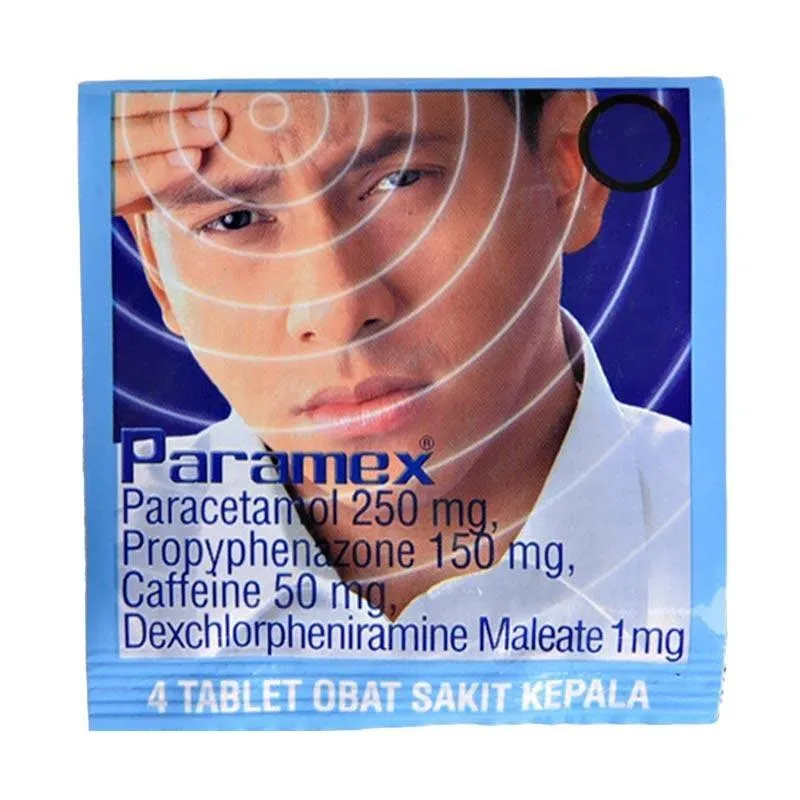 Paramex®
Paracetamol 250 mg,
Propyphenazone 150 mg,
Caffeine 50 mg,
Dexchlorpheniramine Maleate 1mg
4 TABLET OBAT SAKIT KEPALA